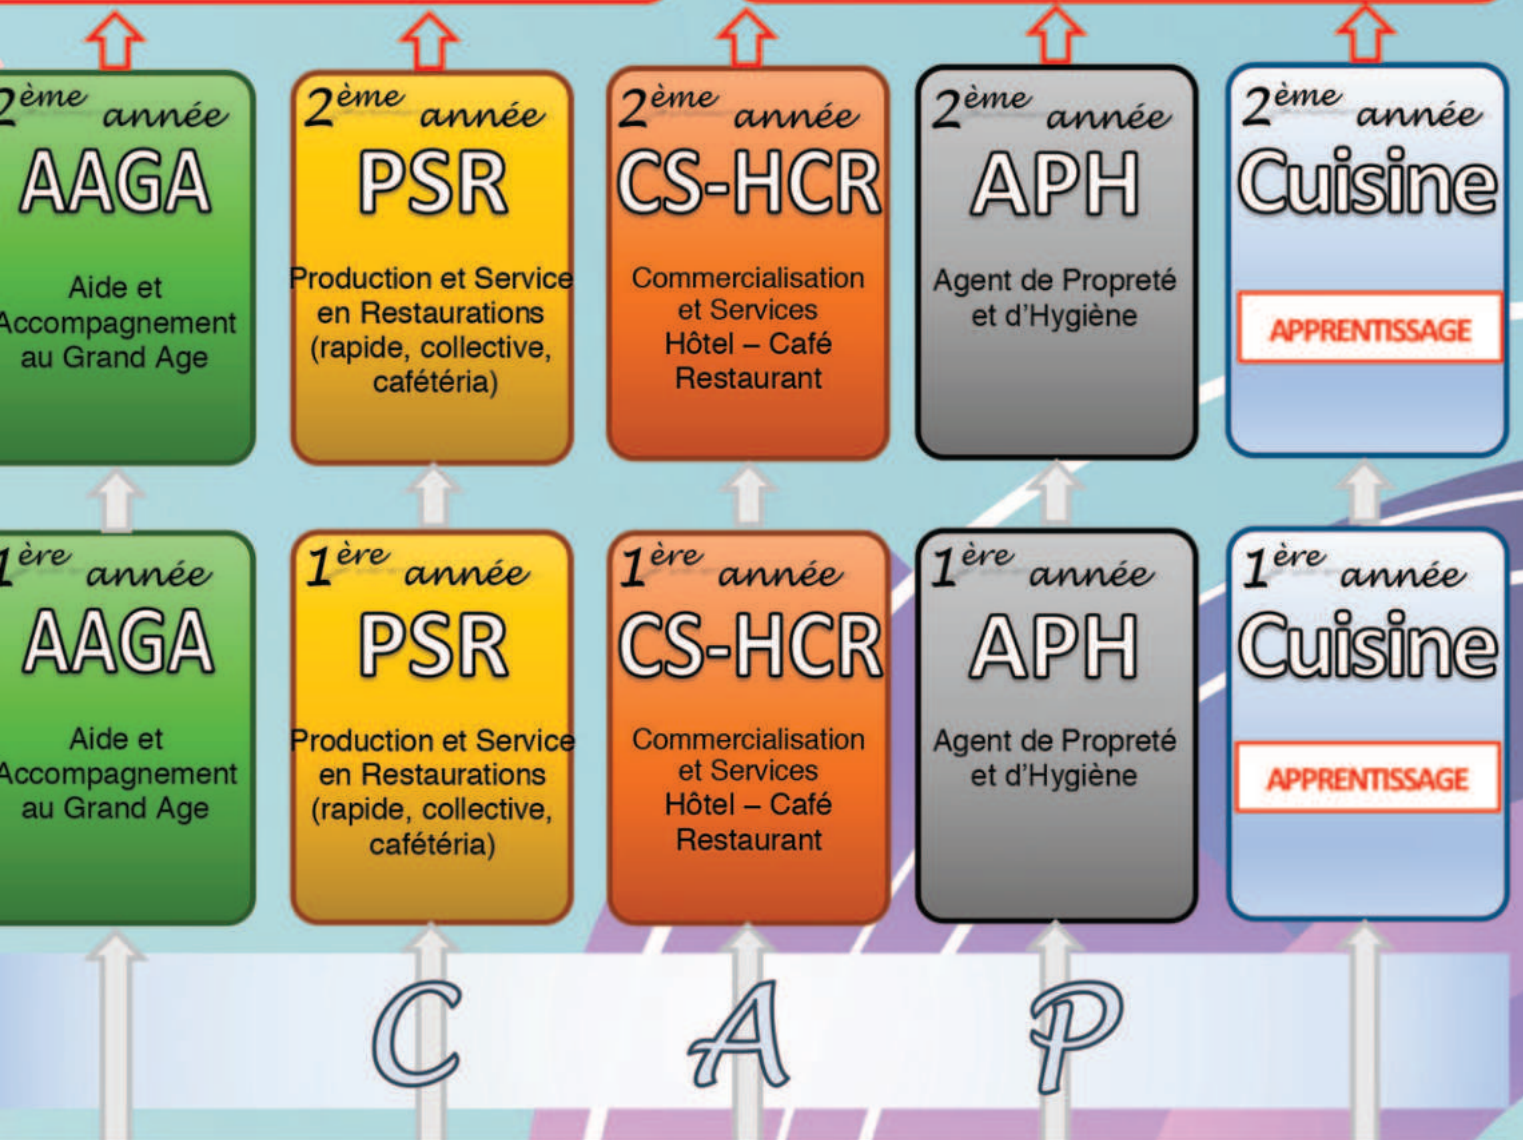 2ème année
AAGA
Aide et
Accompagnement
au Grand Age
2ème année
PSR
Production et Service
en Restaurations
(rapide, collective,
cafétéria)
2ème année
CS-HCR
Commercialisation
et Services
Hôtel – Café
Restaurant
2ème année
APH
Agent de Propreté
et d'Hygiène
2ème année
Cuisine
APPRENTISSAGE
1ère année
AAGA
Aide et
Accompagnement
au Grand Age
1ère année
PSR
Production et Service
en Restaurations
(rapide, collective,
cafétéria)
1ère année
CS-HCR
Commercialisation
et Services
Hôtel – Café
Restaurant
1ère année
APH
Agent de Propreté
et d'Hygiène
1ère année
Cuisine
APPRENTISSAGE
C A P